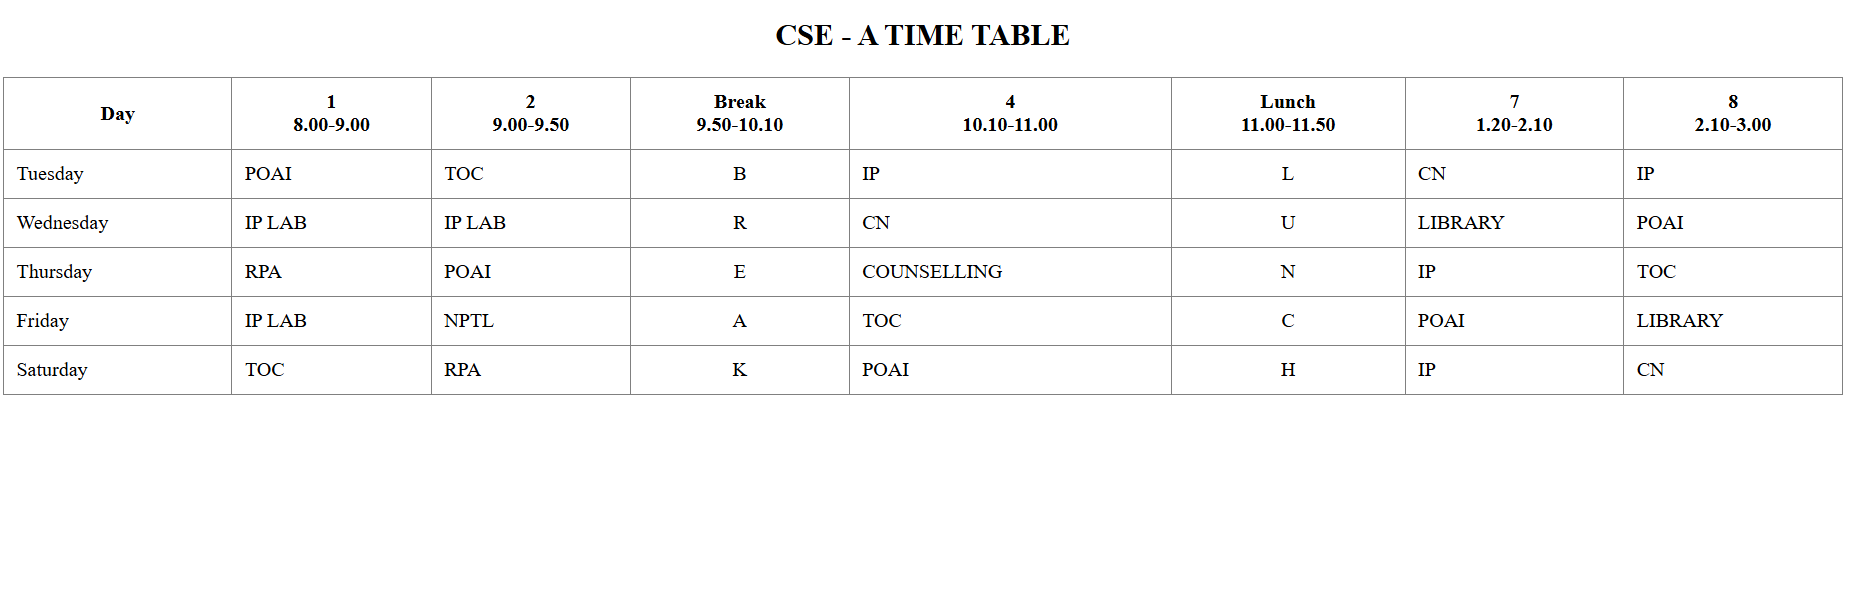 CSE - A TIME TABLE
Day 1 2 Break 4 Lunch 7 8
8.00-9.00 9.00-9.50 9.50-10.10 10.10-11.00 11.00-11.50 1.20-2.10 2.10-3.00
Tuesday POAI TOC B IP L CN IP
Wednesday IP LAB IP LAB R CN U LIBRARY POAI
Thursday RPA POAI E COUNSELLING N IP TOC
Friday IP LAB NPTL A TOC C POAI LIBRARY
Saturday TOC RPA K POAI H IP CN